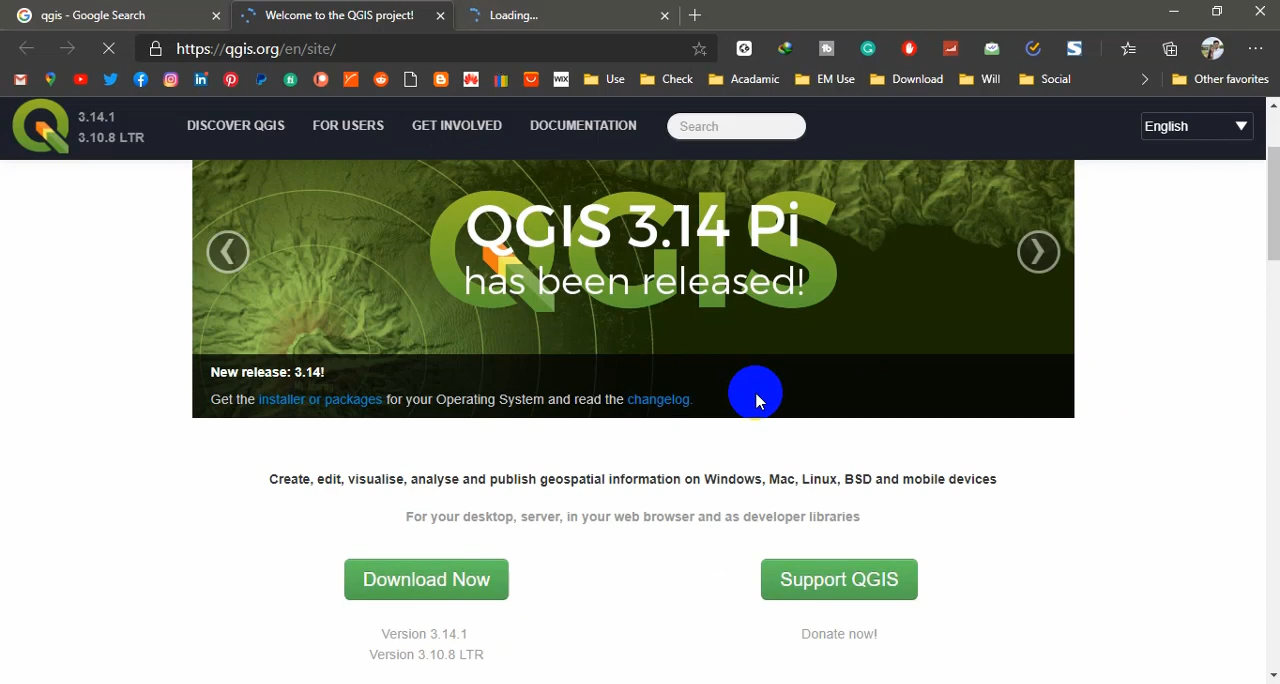 qgis - Google Search
Welcome to the QGIS project!
Loading...
https://qgis.org/en/site/
Use
Check
Acadamic
EM Use
Download
Will
Social
Other favorites
3.14.1
3.10.8 LTR
DISCOVER QGIS
FOR USERS
GET INVOLVED
DOCUMENTATION
Search
English
QGIS 3.14 Pi
has been released!
New release: 3.14!
Get the installer or packages for your Operating System and read the changelog.
Create, edit, visualise, analyse and publish geospatial information on Windows, Mac, Linux, BSD and mobile devices
For your desktop, server, in your web browser and as developer libraries
Download Now
Support QGIS
Version 3.14.1
Donate now!
Version 3.10.8 LTR